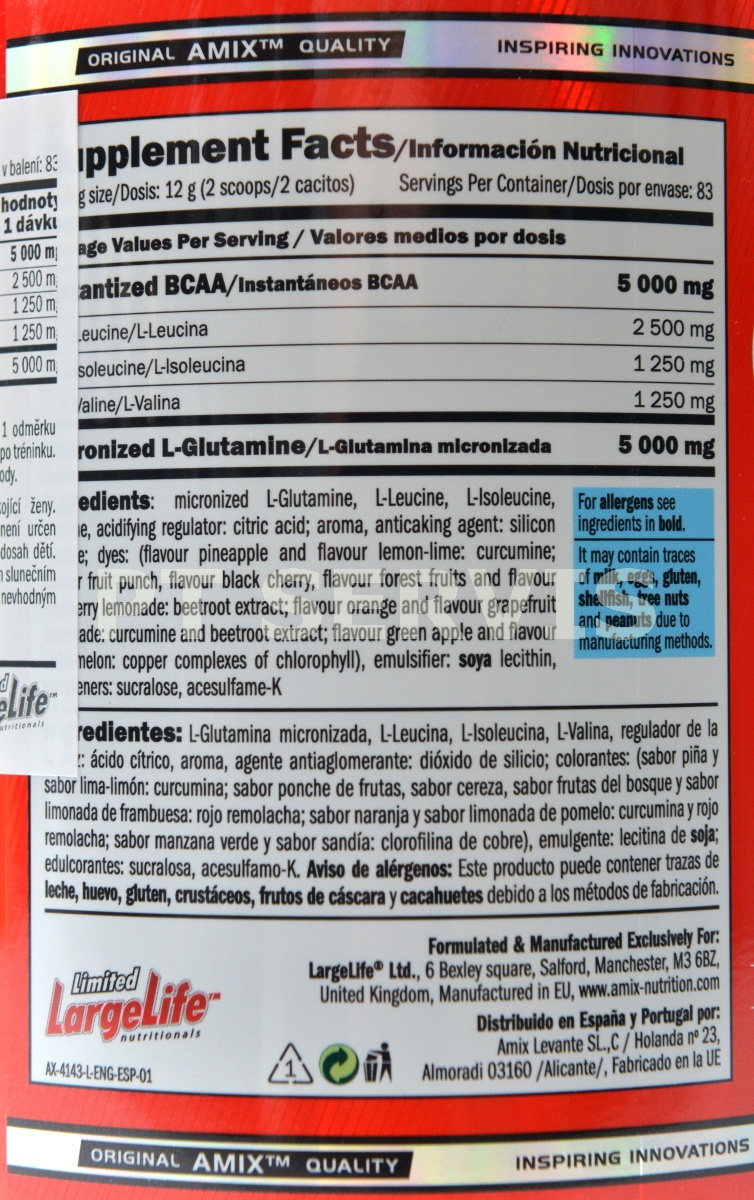 ORIGINAL AMIX™ QUALITY INSPIRING INNOVATIONS
v balení: 83
hodnoty
1 dávku
5 000 m
2 500 m
1 250 m
1 250 m
5 000 m
1 odměrku
po tréninku.
ody.
ojící ženy.
není určen
dosah dětí.
slunečním
nevhodným
pplement Facts/Información Nutricional
g size/Dosis: 12 g (2 scoops/2 cacitos) Servings Per Container/Dosis por envase: 83
age Values Per Serving / Valores medios por dosis
antized BCAA/Instantáneos BCAA 5 000 mg
Leucine/L-Leucina 2 500 mg
soleucine/L-Isoleucina 1 250 mg
Valine/L-Valina 1 250 mg
ronized L-Glutamine/L-Glutamina micronizada 5 000 mg
edients: micronized L-Glutamine, L-Leucine, L-Isoleucine,
e, acidifying regulator: citric acid; aroma, anticaking agent: silicon
e; dyes: (flavour pineapple and flavour lemon-lime: curcumine;
r fruit punch, flavour black cherry, flavour forest fruits and flavour
erry lemonade: beetroot extract; flavour orange and flavour grapefruit
ade: curcumine and beetroot extract; flavour green apple and flavour
melon: copper complexes of chlorophyll), emulsifier: soya lecithin,
eners: sucralose, acesulfame-K
For allergens see
ingredients in bold.
It may contain traces
of milk, eggs, gluten,
shellfish, tree nuts
and peanuts due to
manufacturing methods.
PT SERVIS
redientes: L-Glutamina micronizada, L-Leucina, L-Isoleucina, L-Valina, regulador de la
z: ácido cítrico, aroma, agente antiaglomerante: dióxido de silicio; colorantes: (sabor piña y
sabor lima-limón: curcumina; sabor ponche de frutas, sabor cereza, sabor frutas del bosque y sabor
limonada de frambuesa: rojo remolacha; sabor naranja y sabor limonada de pomelo: curcumina y rojo
remolacha; sabor manzana verde y sabor sandía: clorofilina de cobre), emulgente: lecitina de soja;
edulcorantes: sucralosa, acesulfamo-K. Aviso de alérgenos: Este producto puede contener trazas de
leche, huevo, gluten, crustáceos, frutos de cáscara y cacahuetes debido a los métodos de fabricación.
d
eLife™
utritionals
Limited
LargeLife™
nutritionals
AX-4143-L-ENG-ESP-01
1
Formulated & Manufactured Exclusively For:
LargeLife® Ltd., 6 Bexley square, Salford, Manchester, M3 6BZ,
United Kingdom, Manufactured in EU, www.amix-nutrition.com
Distribuido en España y Portugal por:
Amix Levante SL.,C / Holanda nº 23,
Almoradi 03160 /Alicante/, Fabricado en la UE
ORIGINAL AMIX™ QUALITY INSPIRING INNOVATIONS